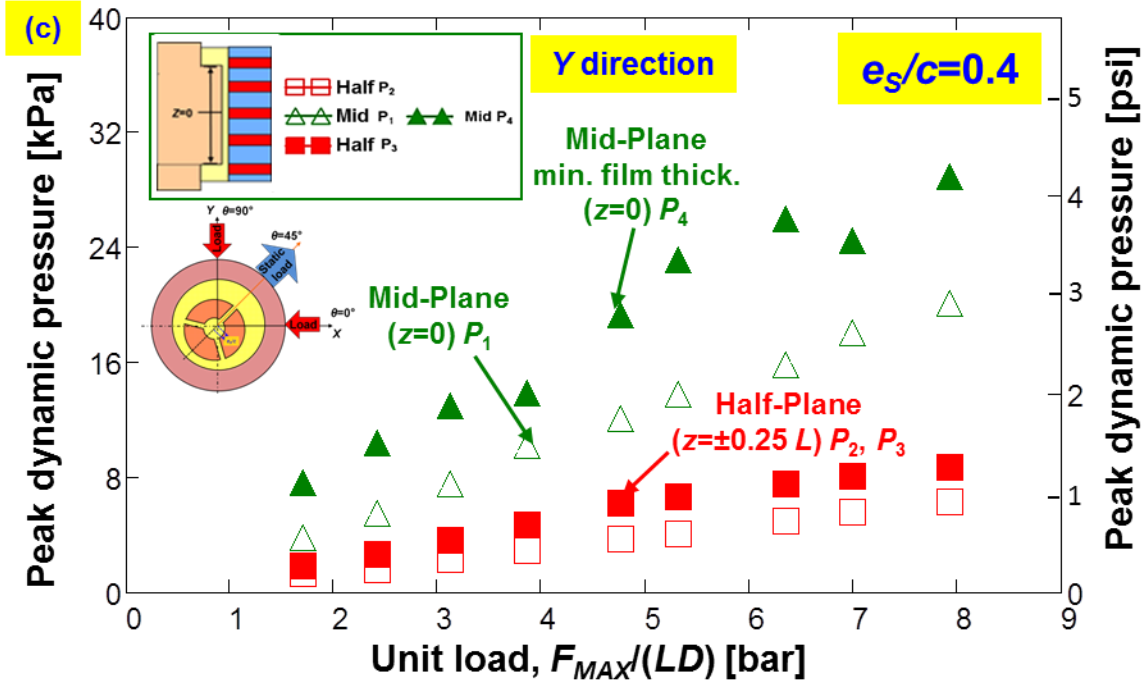 (c)
Y direction
e_S/c=0.4
Z=0
Half P₂
Mid P₁
Mid P₄
Half P₃
Y
θ=90°
Load
θ=45°
Static
load
θ=0°
Load
X
Mid-Plane
min. film thick.
(z=0) P₄
Mid-Plane
(z=0) P₁
Half-Plane
(z=±0.25 L) P₂, P₃
Peak dynamic pressure [kPa]
40
32
24
16
8
0
Peak dynamic pressure [psi]
5
4
3
2
1
0
0 1 2 3 4 5 6 7 8 9
Unit load, F_MAX/(LD) [bar]